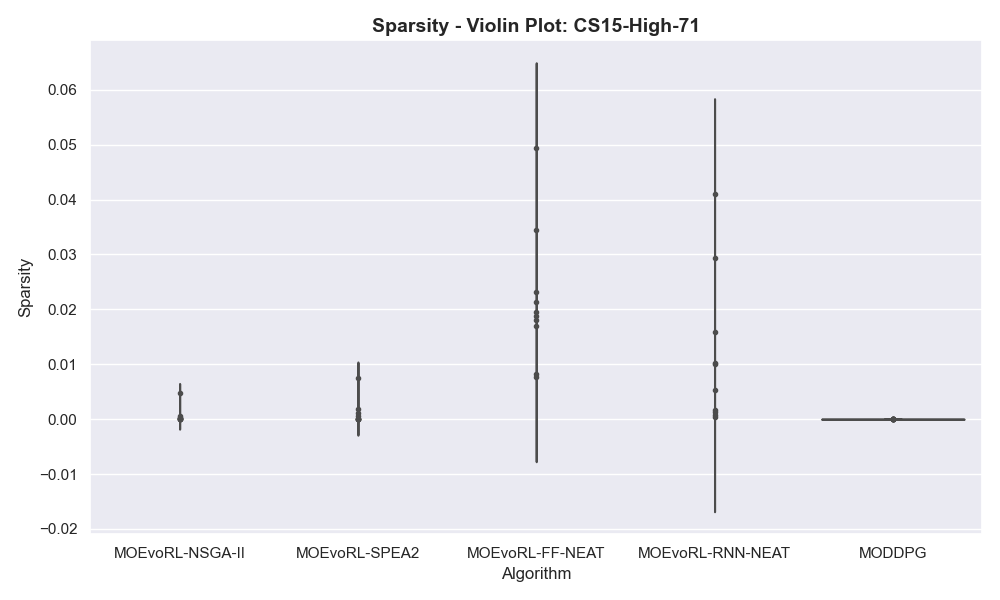 Sparsity - Violin Plot: CS15-High-71
Sparsity
0.06
0.05
0.04
0.03
0.02
0.01
0.00
−0.01
−0.02
MOEvoRL-NSGA-II MOEvoRL-SPEA2 MOEvoRL-FF-NEAT MOEvoRL-RNN-NEAT MODDPG
Algorithm